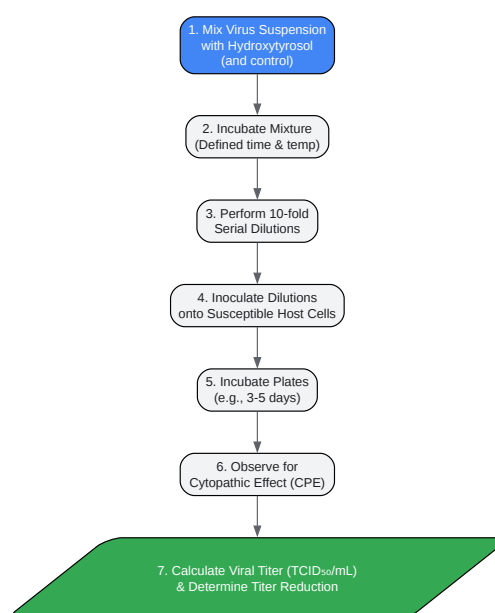 1. Mix Virus Suspension
with Hydroxytyrosol
(and control)
2. Incubate Mixture
(Defined time & temp)
3. Perform 10-fold
Serial Dilutions
4. Inoculate Dilutions
onto Susceptible Host Cells
5. Incubate Plates
(e.g., 3-5 days)
6. Observe for
Cytopathic Effect (CPE)
7. Calculate Viral Titer (TCID₅₀/mL)
& Determine Titer Reduction